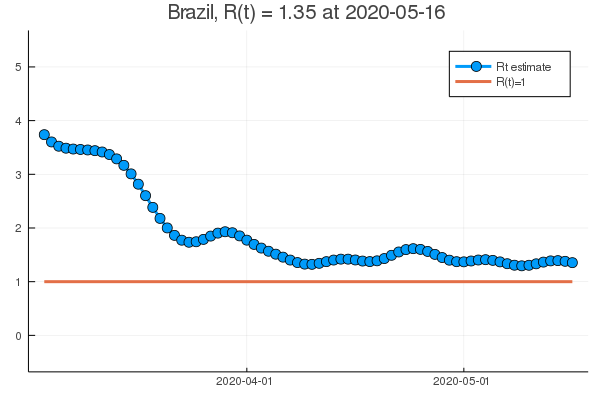 Brazil, R(t) = 1.35 at 2020-05-16
5
4
3
2
1
0
Rt estimate
R(t)=1
2020-04-01
2020-05-01